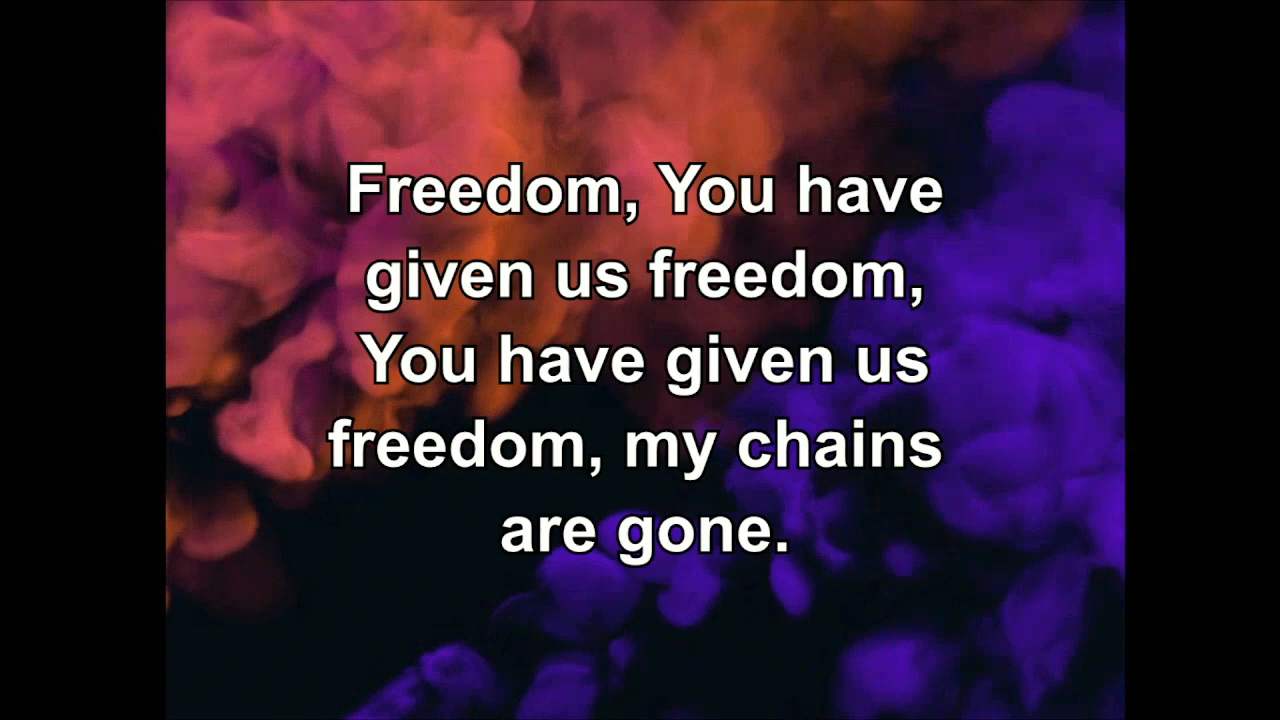 Freedom, You have
given us freedom,
You have given us
freedom, my chains
are gone.